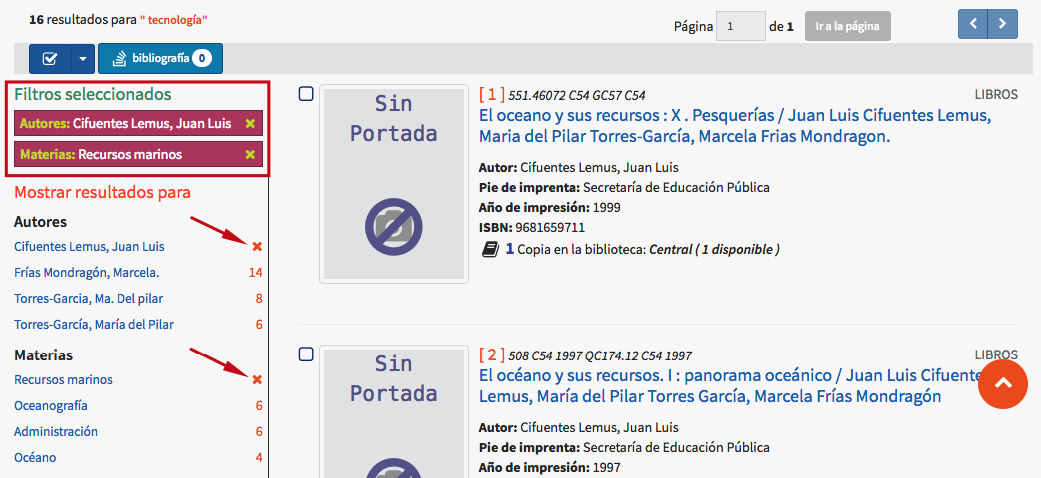 16 resultados para " tecnología"
Página 1 de 1 Ir a la página
bibliografía 0
Filtros seleccionados
Autores: Cifuentes Lemus, Juan Luis
Materias: Recursos marinos
Mostrar resultados para
Autores
Cifuentes Lemus, Juan Luis
Frías Mondragón, Marcela. 14
Torres-Garcia, Ma. Del pilar 8
Torres-García, María del Pilar 6
Materias
Recursos marinos
Oceanografía 6
Administración 6
Océano 4
Sin
Portada
[ 1 ] 551.46072 C54 GC57 C54
LIBROS
El oceano y sus recursos : X . Pesquerías / Juan Luis Cifuentes Lemus,
Maria del Pilar Torres-García, Marcela Frias Mondragon.
Autor: Cifuentes Lemus, Juan Luis
Pie de imprenta: Secretaría de Educación Pública
Año de impresión: 1999
ISBN: 9681659711
1 Copia en la biblioteca: Central ( 1 disponible )
Sin
Portada
[ 2 ] 508 C54 1997 QC174.12 C54 1997
LIBROS
El océano y sus recursos. I : panorama oceánico / Juan Luis Cifuente
Lemus, María del Pilar Torres García, Marcela Frías Mondragón
Autor: Cifuentes Lemus, Juan Luis
Pie de imprenta: Secretaría de Educación Pública
Año de impresión: 1997